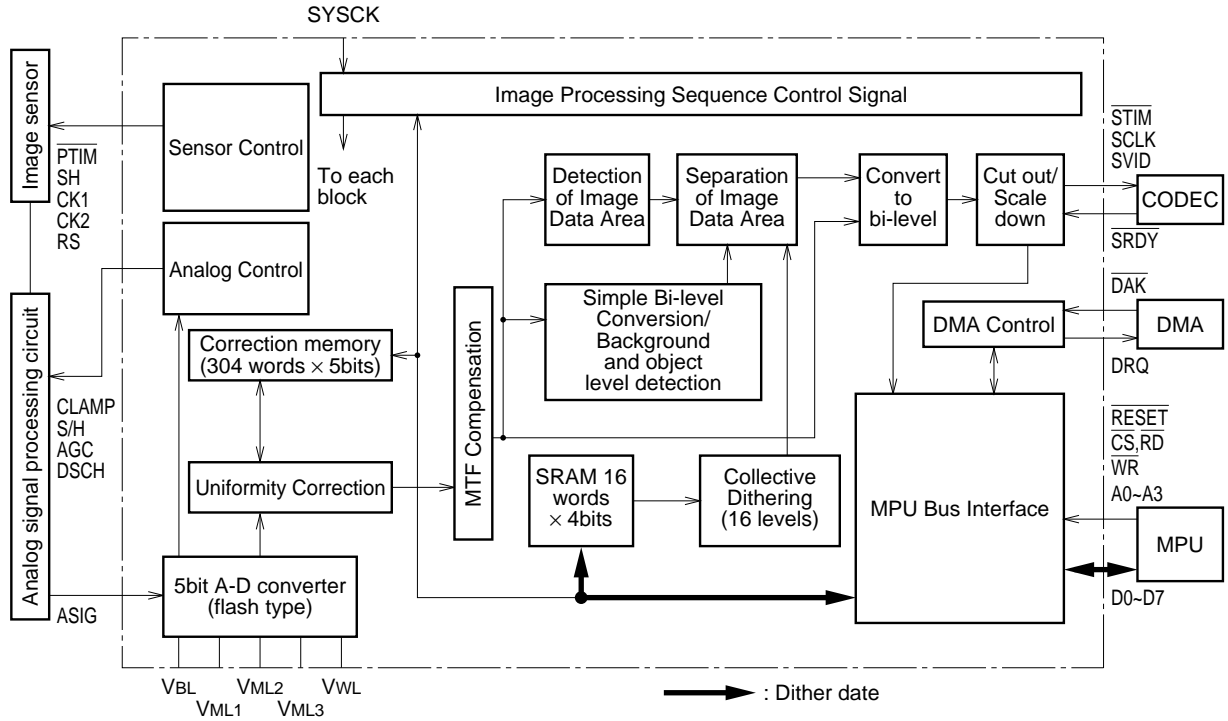 SYSCK
Image sensor
Sensor Control
Image Processing Sequence Control Signal
To each
block
PTIM
SH
CK1
CK2
RS
Detection
of Image
Data Area
Separation
of Image
Data Area
Convert
to
bi-level
Cut out/
Scale
down
STIM
SCLK
SVID
CODEC
SRDY
Analog Control
Analog signal processing circuit
Correction memory
(304 words × 5bits)
MTF Compensation
Simple Bi-level
Conversion/
Background
and object
level detection
DMA Control
DAK
DMA
DRQ
CLAMP
S/H
AGC
DSCH
Uniformity Correction
SRAM 16
words
× 4bits
Collective
Dithering
(16 levels)
MPU Bus Interface
RESET
CS,RD
WR
A0~A3
MPU
D0~D7
ASIG
5bit A-D converter
(flash type)
VBL
VML1
VML2
VML3
VWL
: Dither date